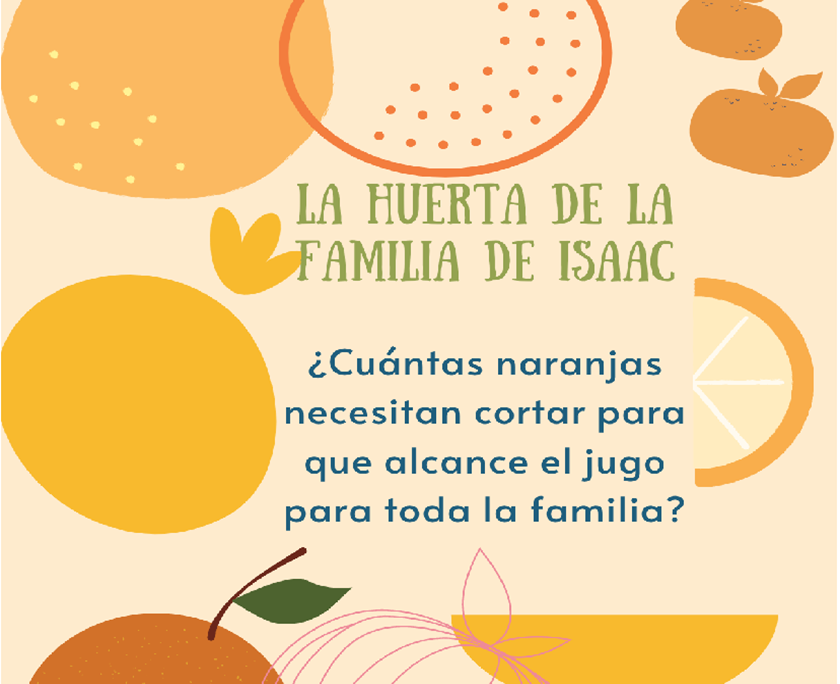 LA HUERTA DE LA
FAMILIA DE ISAAC
¿Cuántas naranjas
necesitan cortar para
que alcance el jugo
para toda la familia?